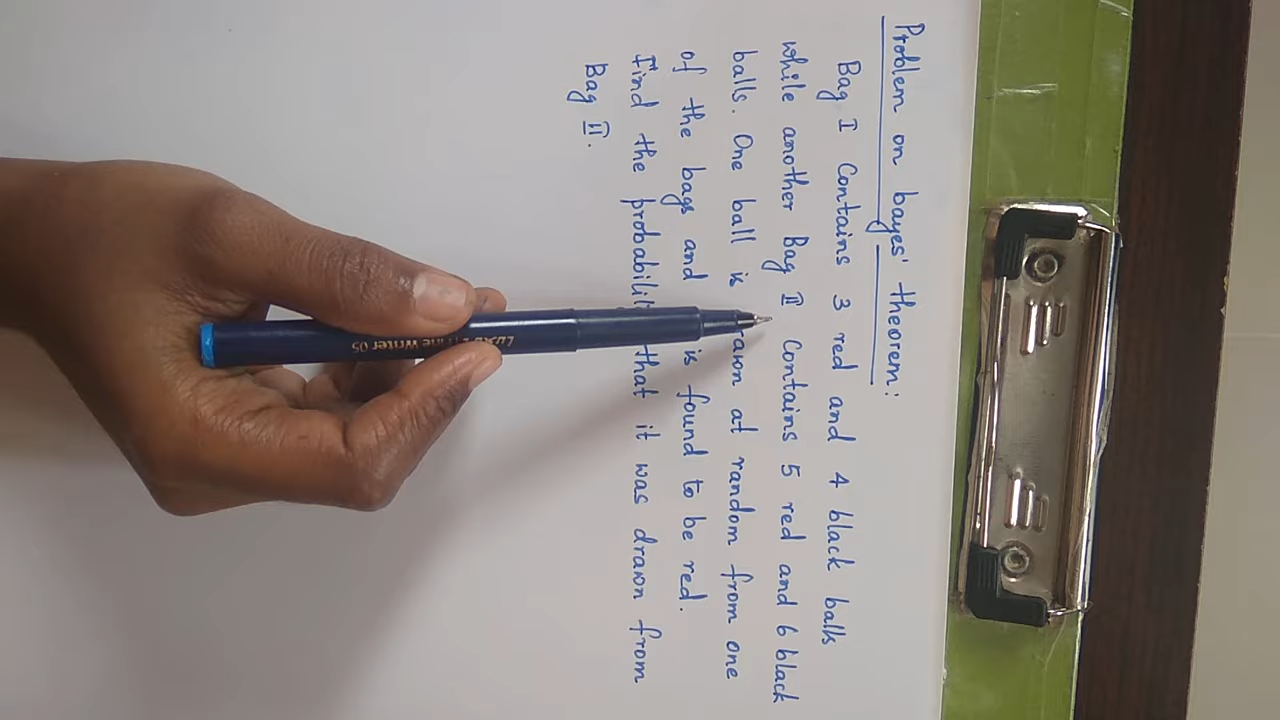 Problem on bayes' theorem:
Bag I Contains 3 red and 4 black balls
while another Bag II Contains 5 red and 6 black
balls. One ball is drawn at random from one
of the bags and is found to be red.
Find the probability that it was drawn from
Bag II.
Fine Writer 05